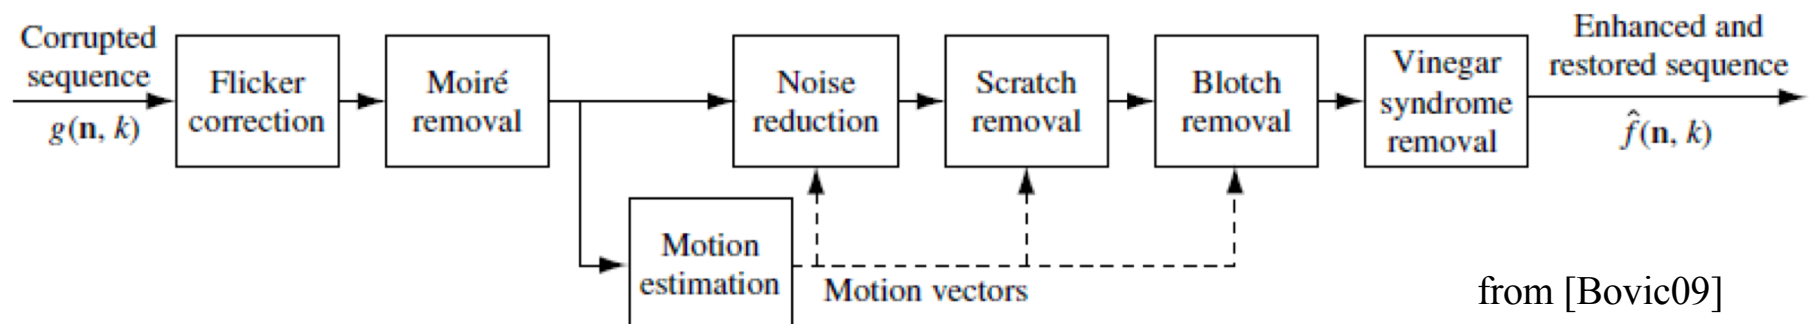 Corrupted
sequence
g(n, k)
Flicker
correction
Moiré
removal
Noise
reduction
Scratch
removal
Blotch
removal
Vinegar
syndrome
removal
Enhanced and
restored sequence
f̂(n, k)
Motion
estimation
Motion vectors
from [Bovic09]